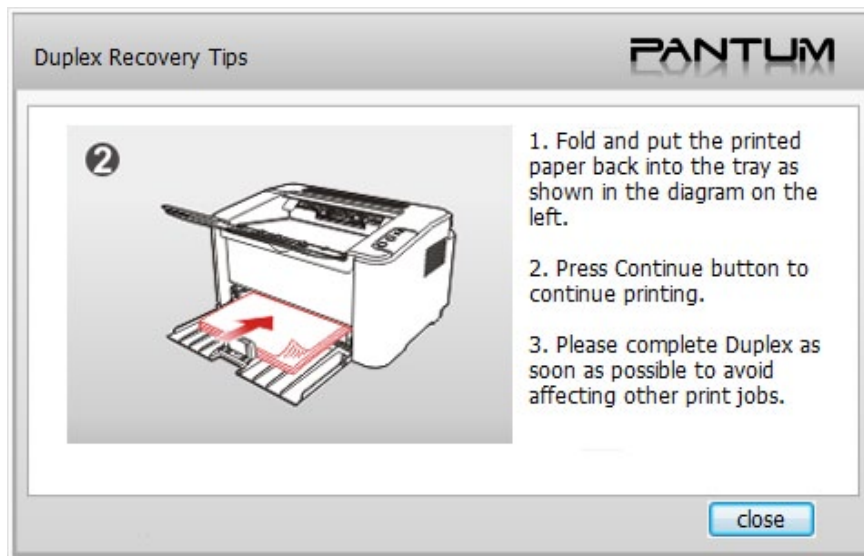 Duplex Recovery Tips
PANTUM
2
1. Fold and put the printed
paper back into the tray as
shown in the diagram on the
left.
2. Press Continue button to
continue printing.
3. Please complete Duplex as
soon as possible to avoid
affecting other print jobs.
close